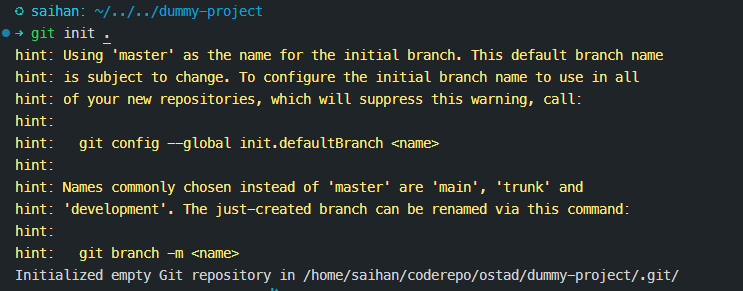 saihan: ~/../../dummy-project
➜ git init .
hint: Using 'master' as the name for the initial branch. This default branch name
hint: is subject to change. To configure the initial branch name to use in all
hint: of your new repositories, which will suppress this warning, call:
hint:
hint:   git config --global init.defaultBranch <name>
hint:
hint: Names commonly chosen instead of 'master' are 'main', 'trunk' and
hint: 'development'. The just-created branch can be renamed via this command:
hint:
hint:   git branch -m <name>
Initialized empty Git repository in /home/saihan/coderepo/ostad/dummy-project/.git/